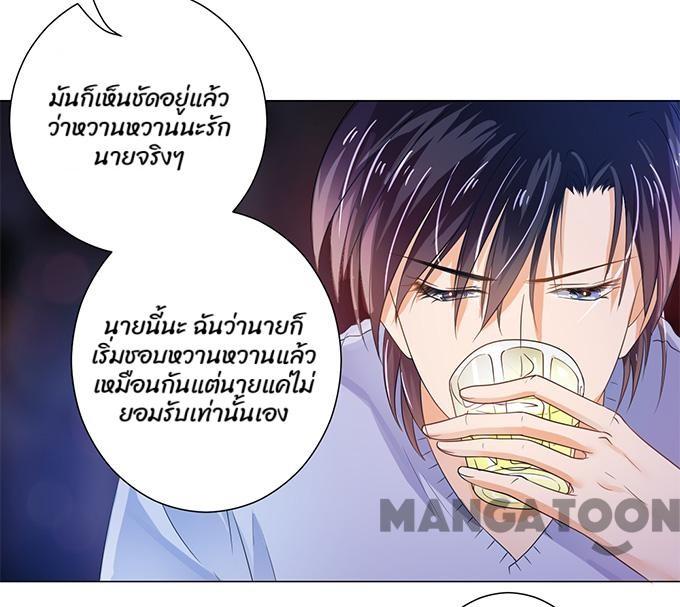 มันก็เห็นชัดอยู่แล้ว
ว่าหวานหวานนะรัก
นายจริงๆ
นายนี้นะ ฉันว่านายก็
เริ่มชอบหวานหวานแล้ว
เหมือนกันแต่นายแค่ไม่
ยอมรับเท่านั้นเอง
MANGATOON